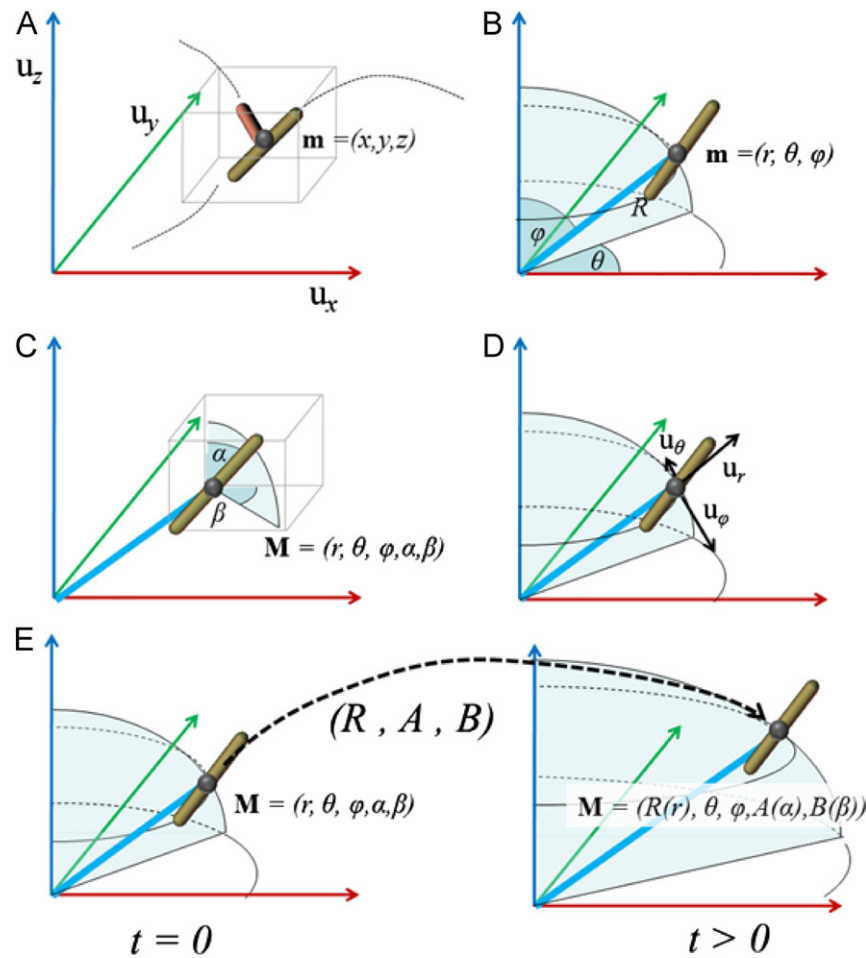 A
u_z
u_y
m =(x,y,z)
u_x
B
m =(r, θ, φ)
R
φ
θ
C
α
β
M = (r, θ, φ,α,β)
D
u_θ
u_r
u_φ
E
(R , A , B)
M = (r, θ, φ,α,β)
M = (R(r), θ, φ,A(α),B(β))
t = 0
t > 0